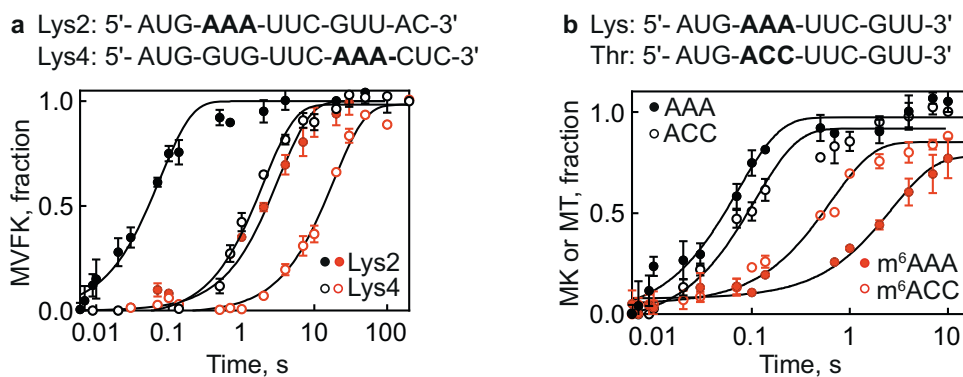 a Lys2: 5'- AUG-AAA-UUC-GUU-AC-3'
Lys4: 5'- AUG-GUG-UUC-AAA-CUC-3'
MVFK, fraction
1.0
0.5
0.0
0.01 0.1 1 10 100
Time, s
Lys2
Lys4
b Lys: 5'- AUG-AAA-UUC-GUU-3'
Thr: 5'- AUG-ACC-UUC-GUU-3'
MK or MT, fraction
1.0
0.5
0.0
0.01 0.1 1 10
Time, s
AAA
ACC
m⁶AAA
m⁶ACC